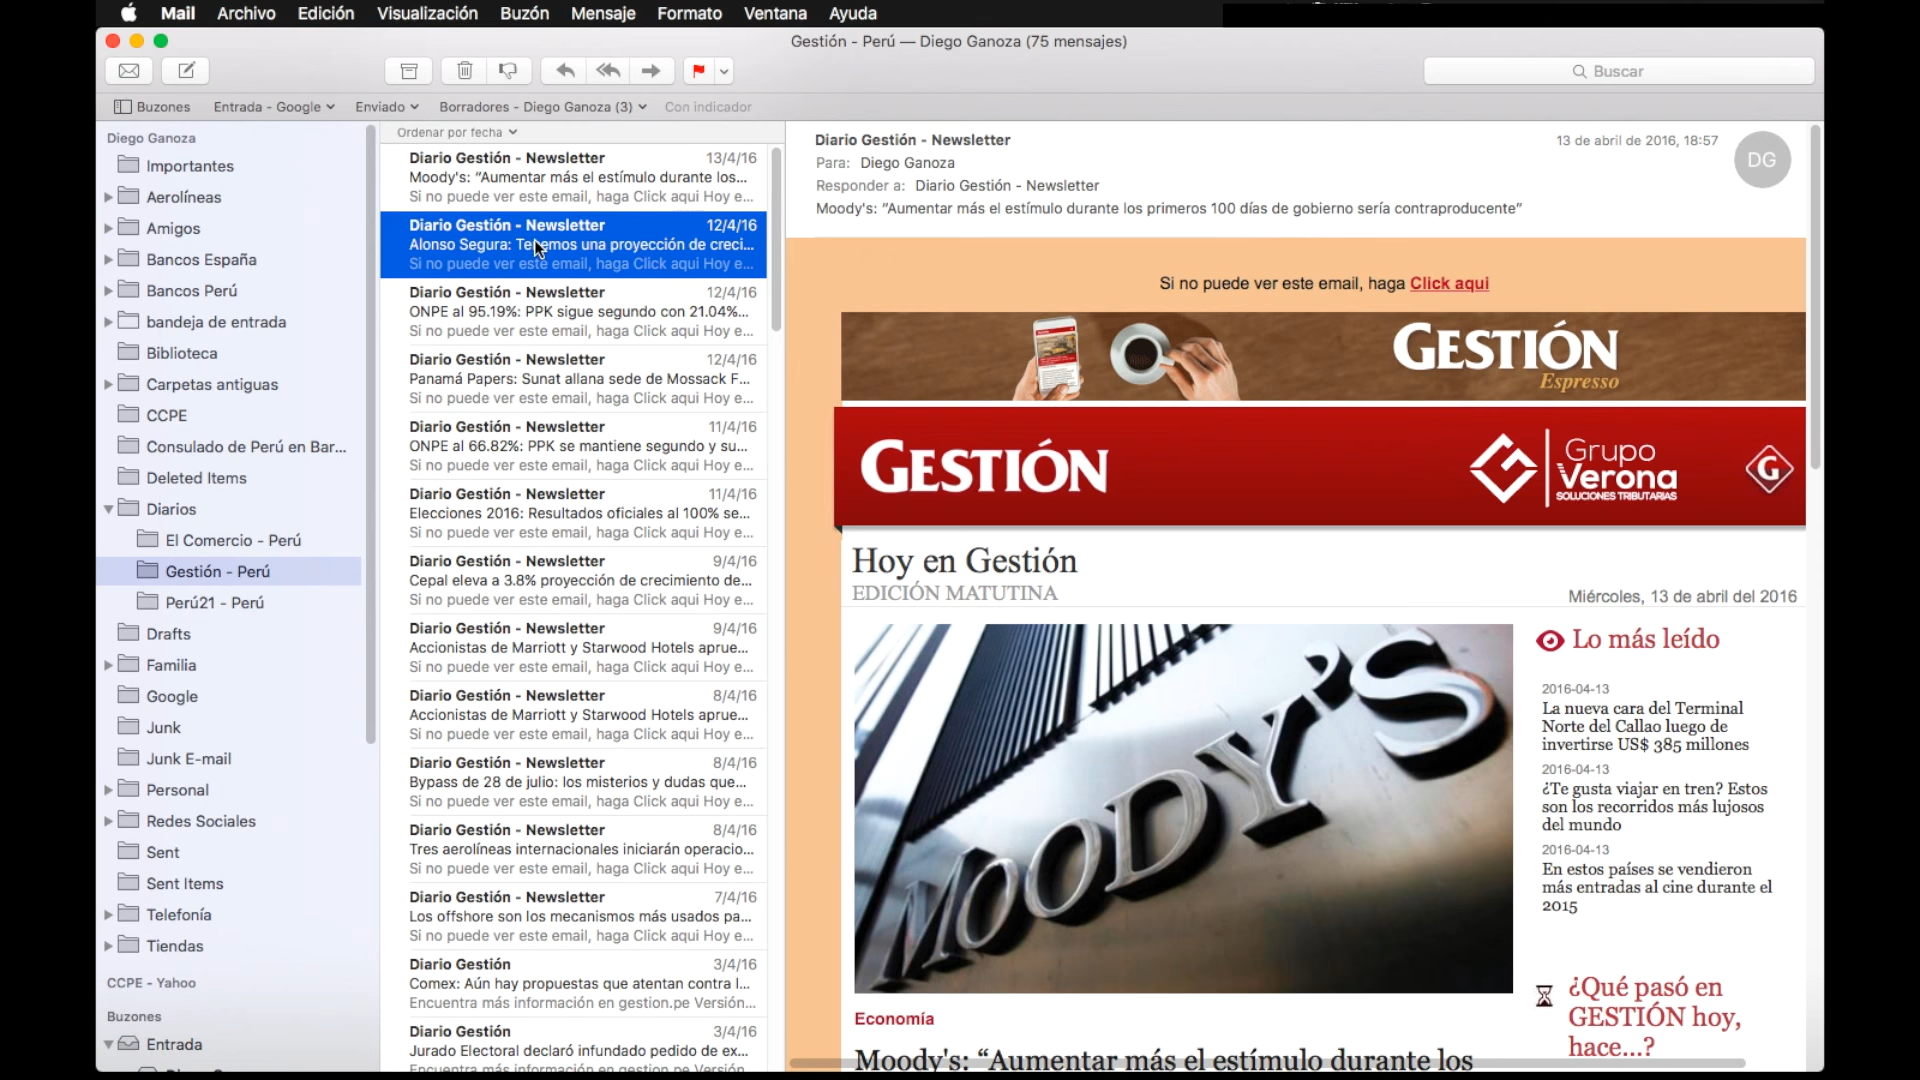 Mail Archivo Edición Visualización Buzón Mensaje Formato Ventana Ayuda
Gestión - Perú — Diego Ganoza (75 mensajes)
Buscar
Buzones Entrada - Google Enviado Borradores - Diego Ganoza (3) Con indicador
Diego Ganoza
Importantes
Aerolíneas
Amigos
Bancos España
Bancos Perú
bandeja de entrada
Biblioteca
Carpetas antiguas
CCPE
Consulado de Perú en Bar...
Deleted Items
Diarios
El Comercio - Perú
Gestión - Perú
Perú21 - Perú
Drafts
Familia
Google
Junk
Junk E-mail
Personal
Redes Sociales
Sent
Sent Items
Telefonía
Tiendas
CCPE - Yahoo
Buzones
Entrada
Ordenar por fecha
Diario Gestión - Newsletter 13/4/16
Moody's: “Aumentar más el estímulo durante los...
Si no puede ver este email, haga Click aqui Hoy e...
Diario Gestión - Newsletter 12/4/16
Alonso Segura: Tenemos una proyección de creci...
Si no puede ver este email, haga Click aqui Hoy e...
Diario Gestión - Newsletter 12/4/16
ONPE al 95.19%: PPK sigue segundo con 21.04%...
Si no puede ver este email, haga Click aqui Hoy e...
Diario Gestión - Newsletter 12/4/16
Panamá Papers: Sunat allana sede de Mossack F...
Si no puede ver este email, haga Click aqui Hoy e...
Diario Gestión - Newsletter 11/4/16
ONPE al 66.82%: PPK se mantiene segundo y su...
Si no puede ver este email, haga Click aqui Hoy e...
Diario Gestión - Newsletter 11/4/16
Elecciones 2016: Resultados oficiales al 100% se...
Si no puede ver este email, haga Click aqui Hoy e...
Diario Gestión - Newsletter 9/4/16
Cepal eleva a 3.8% proyección de crecimiento de...
Si no puede ver este email, haga Click aqui Hoy e...
Diario Gestión - Newsletter 9/4/16
Accionistas de Marriott y Starwood Hotels aprue...
Si no puede ver este email, haga Click aqui Hoy e...
Diario Gestión - Newsletter 8/4/16
Accionistas de Marriott y Starwood Hotels aprue...
Si no puede ver este email, haga Click aqui Hoy e...
Diario Gestión - Newsletter 8/4/16
Bypass de 28 de julio: los misterios y dudas que...
Si no puede ver este email, haga Click aqui Hoy e...
Diario Gestión - Newsletter 8/4/16
Tres aerolíneas internacionales iniciarán operacio...
Si no puede ver este email, haga Click aqui Hoy e...
Diario Gestión - Newsletter 7/4/16
Los offshore son los mecanismos más usados pa...
Si no puede ver este email, haga Click aqui Hoy e...
Diario Gestión 3/4/16
Comex: Aún hay propuestas que atentan contra l...
Encuentra más información en gestion.pe Versión...
Diario Gestión 3/4/16
Jurado Electoral declaró infundado pedido de ex...
Encuentra más información en gestion.pe Versión...
Diario Gestión - Newsletter 13 de abril de 2016, 18:57
DG
Para: Diego Ganoza
Responder a: Diario Gestión - Newsletter
Moody's: “Aumentar más el estímulo durante los primeros 100 días de gobierno sería contraproducente”
Si no puede ver este email, haga Click aqui
GESTIÓN
Espresso
GESTIÓN
Grupo
Verona
SOLUCIONES TRIBUTARIAS
G
Hoy en Gestión
EDICIÓN MATUTINA
Miércoles, 13 de abril del 2016
MOODY'S
Economía
Moody's: “Aumentar más el estímulo durante los
Lo más leído
2016-04-13
La nueva cara del Terminal
Norte del Callao luego de
invertirse US$ 385 millones
2016-04-13
¿Te gusta viajar en tren? Estos
son los recorridos más lujosos
del mundo
2016-04-13
En estos países se vendieron
más entradas al cine durante el
2015
¿Qué pasó en
GESTIÓN hoy,
hace...?